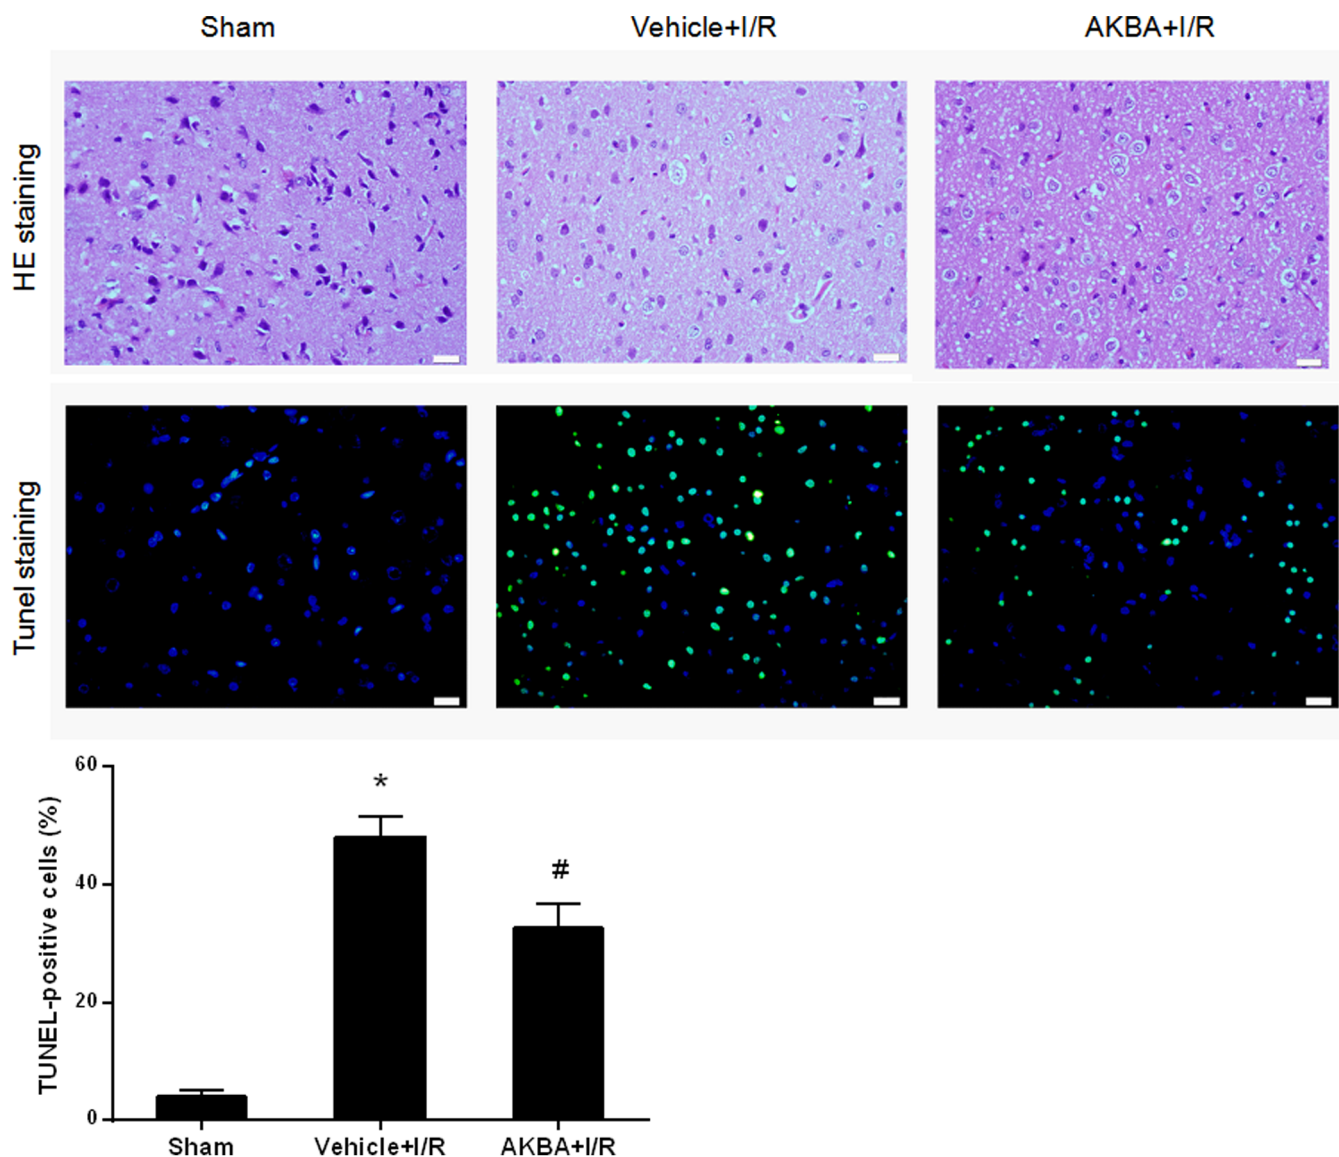 Sham Vehicle+I/R AKBA+I/R
HE staining
Tunel staining
TUNEL-positive cells (%)
60
40
20
0
*
#
Sham Vehicle+I/R AKBA+I/R